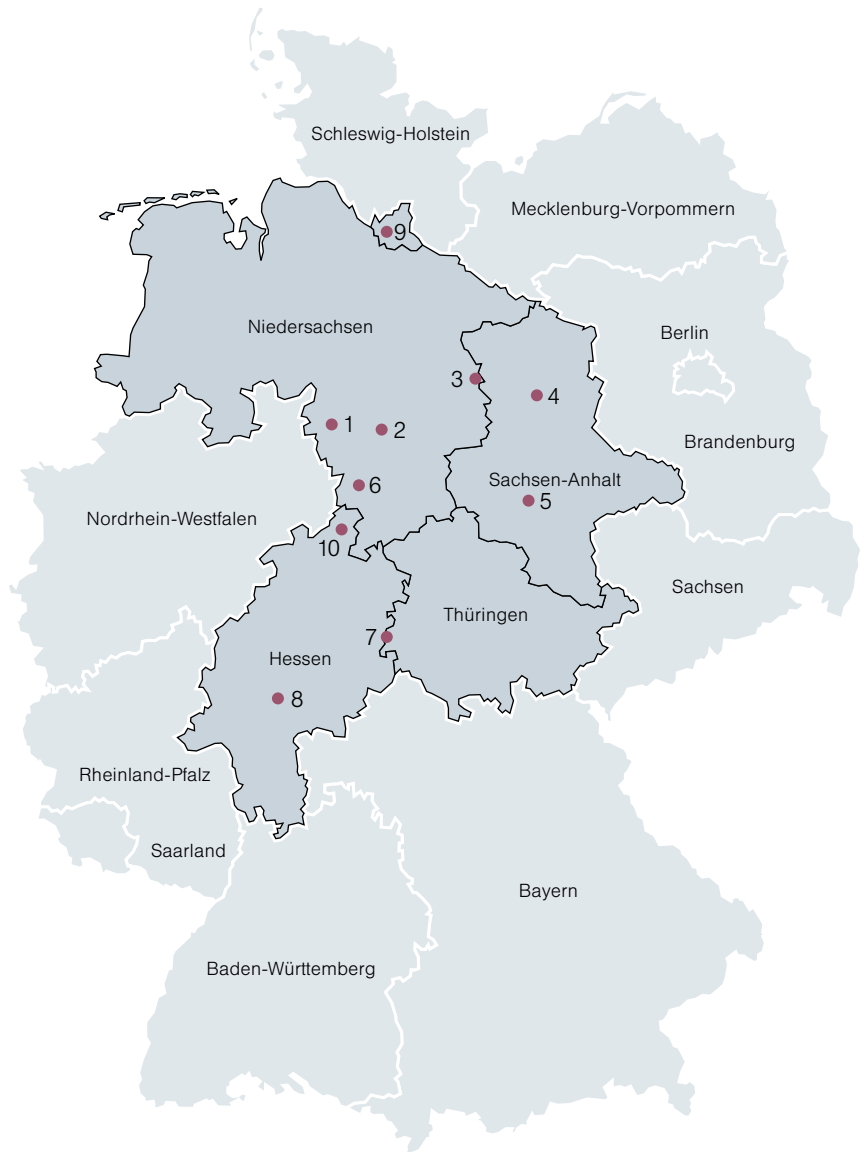 Schleswig-Holstein
Mecklenburg-Vorpommern
9
Niedersachsen
Berlin
3
4
1
2
Brandenburg
Sachsen-Anhalt
6
5
Nordrhein-Westfalen
10
Sachsen
Thüringen
7
Hessen
8
Rheinland-Pfalz
Saarland
Bayern
Baden-Württemberg